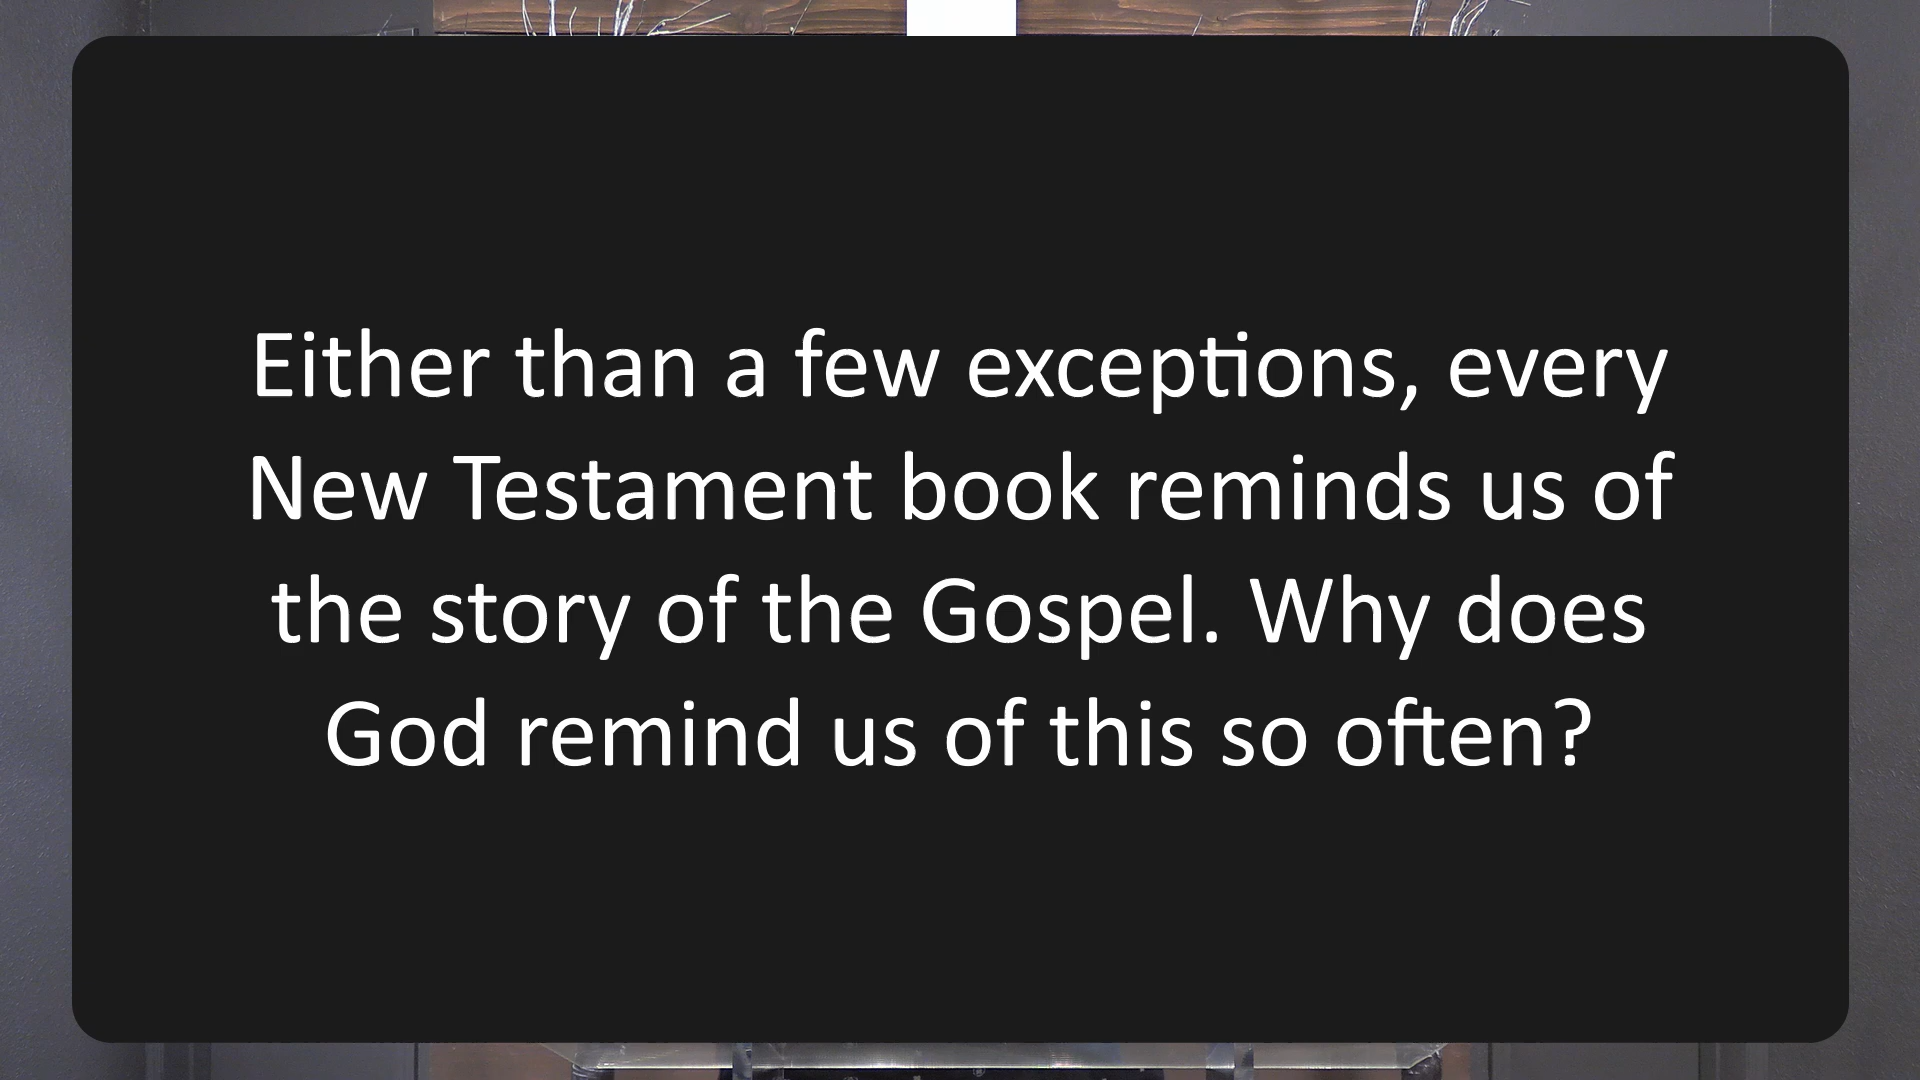 Either than a few exceptions, every
New Testament book reminds us of
the story of the Gospel. Why does
God remind us of this so often?